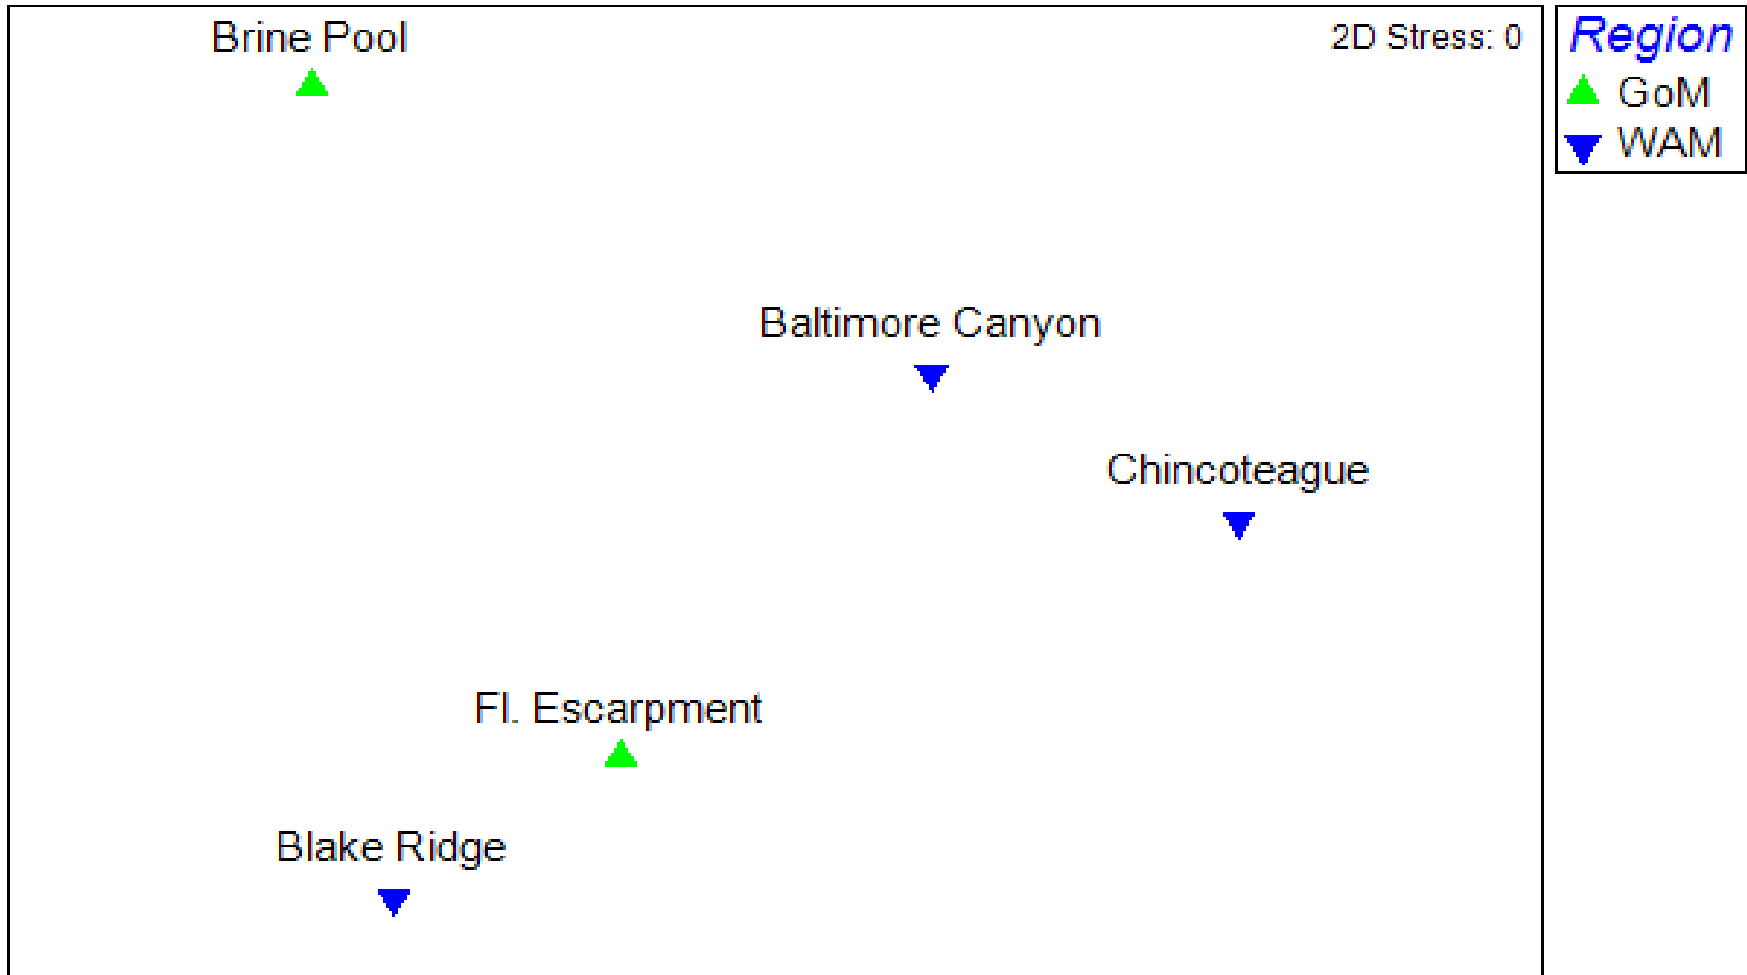 Brine Pool
2D Stress: 0
Region
GoM
WAM
Baltimore Canyon
Chincoteague
Fl. Escarpment
Blake Ridge